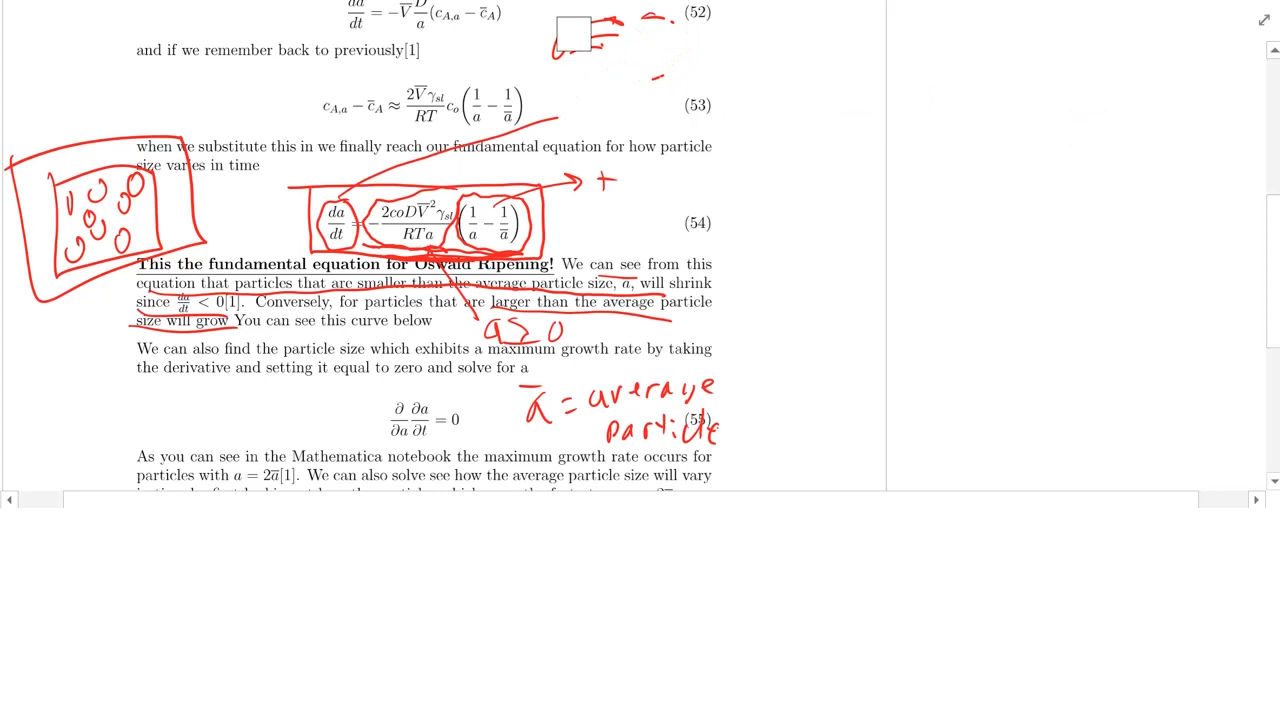 da/dt = −V̅ D/a (c_{A,a} − c̅_A) (52)
and if we remember back to previously[1]
c_{A,a} − c̅_A ≈ 2V̅γ_{sl}/RT c_o (1/a − 1/a̅) (53)
when we substitute this in we finally reach our fundamental equation for how particle
size varies in time
+
da/dt = −2coDV̅²γ_{sl}/RTa (1/a − 1/a̅) (54)
This the fundamental equation for Oswald Ripening! We can see from this
equation that particles that are smaller than the average particle size, a̅, will shrink
since da/dt < 0[1]. Conversely, for particles that are larger than the average particle
size will grow You can see this curve below
a ≥ 0
We can also find the particle size which exhibits a maximum growth rate by taking
the derivative and setting it equal to zero and solve for a
a̅ = average
particle
∂/∂a ∂a/∂t = 0 (55)
As you can see in the Mathematica notebook the maximum growth rate occurs for
particles with a = 2a̅[1]. We can also solve see how the average particle size will vary